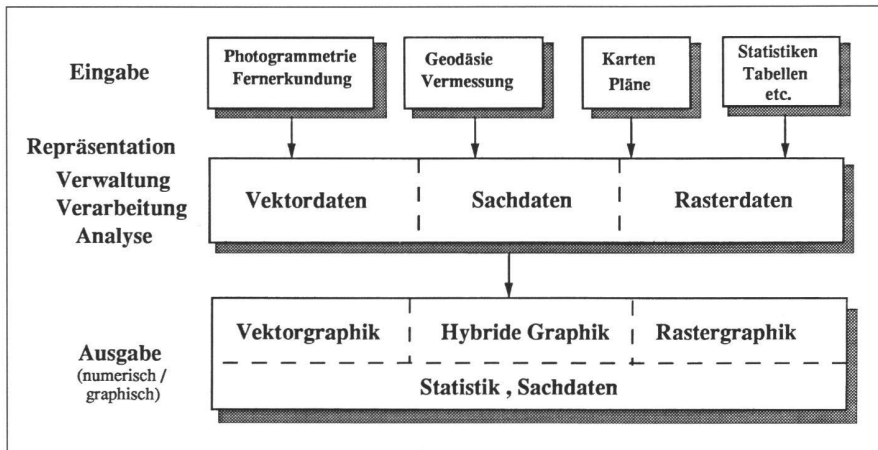 Eingabe
Photogrammetrie
Fernerkundung
Geodäsie
Vermessung
Karten
Pläne
Statistiken
Tabellen
etc.
Repräsentation
Verwaltung
Verarbeitung
Analyse
Vektordaten
Sachdaten
Rasterdaten
Ausgabe
(numerisch /
graphisch)
Vektorgraphik
Hybride Graphik
Rastergraphik
Statistik , Sachdaten